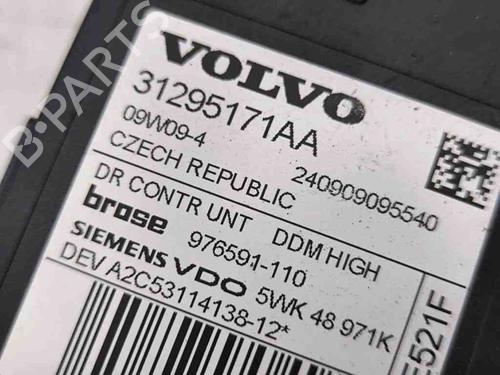 VOLVO
31295171AA
09W09-4
240909095540
CZECH REPUBLIC
DR CONTR UNT DDM HIGH
brose 976591-110
SIEMENS VDO 5WK 48 971K
DEV A2C53114138-12*
E521F
B-PARTS